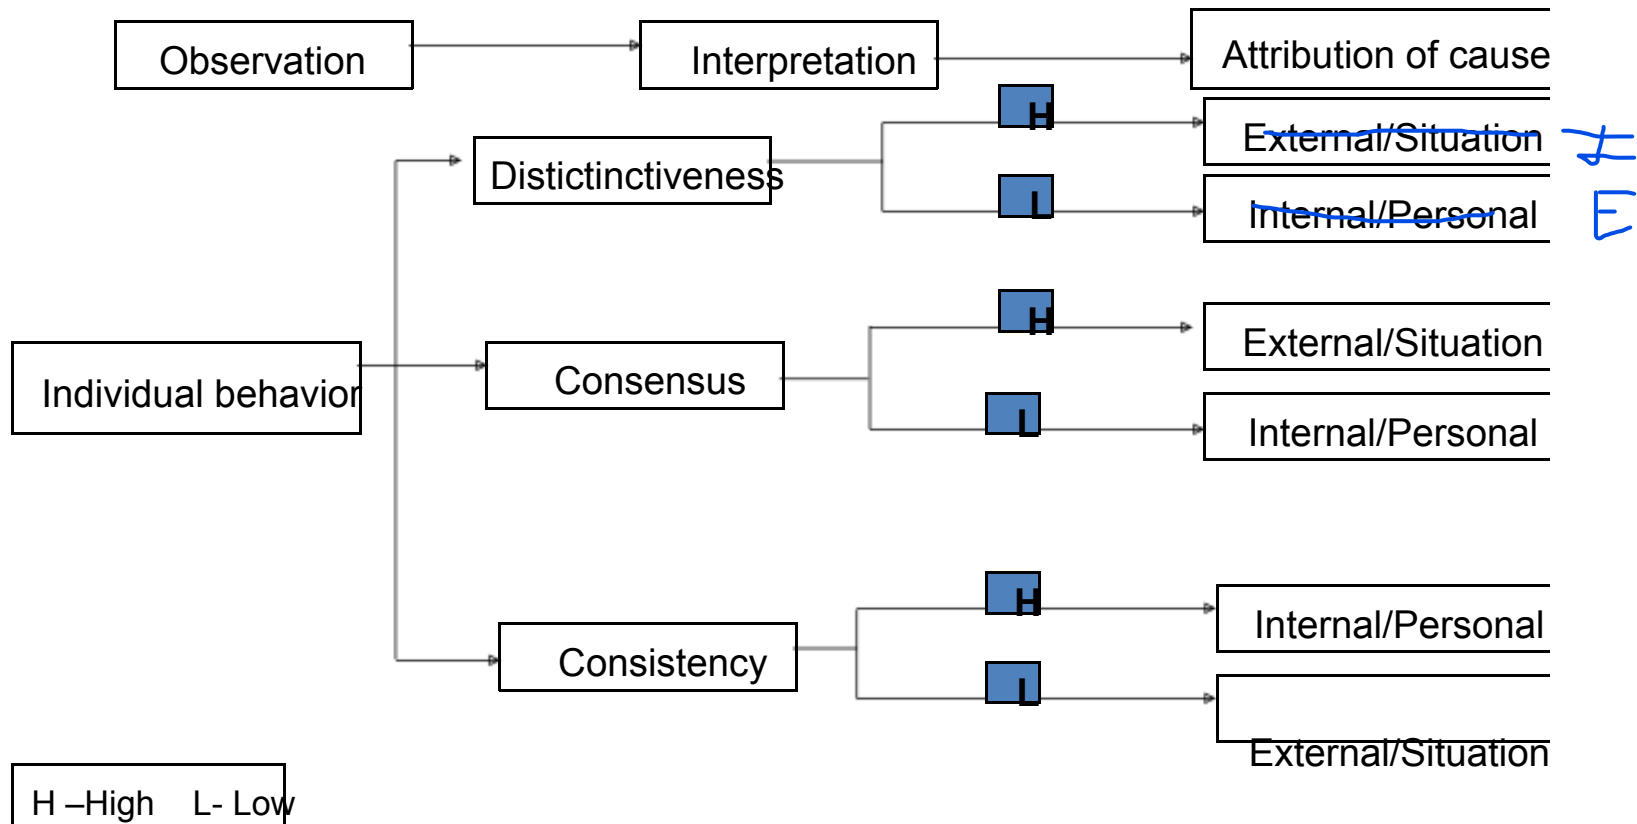 Observation
Interpretation
Attribution of cause
H
External/Situation
I
Distictinctiveness
L
Internal/Personal
E
H
External/Situation
Individual behavior
Consensus
L
Internal/Personal
H
Internal/Personal
Consistency
L
External/Situation
H –High L- Low